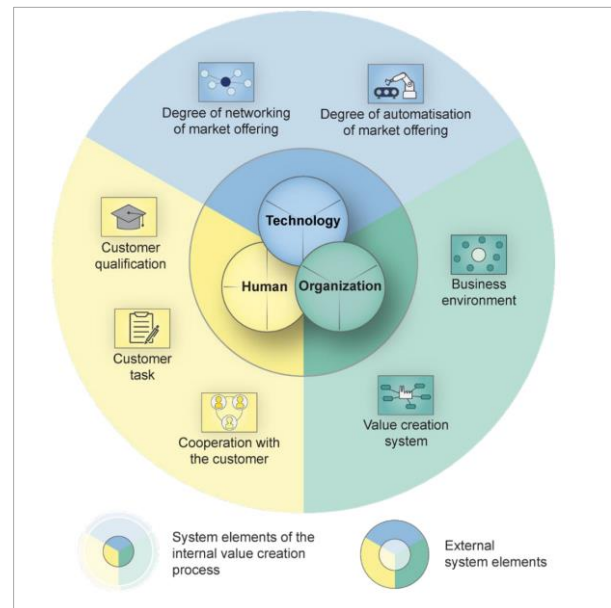 Degree of networking
of market offering
Degree of automatisation
of market offering
Technology
Human
Organization
Customer
qualification
Business
environment
Customer
task
Cooperation with
the customer
Value creation
system
System elements of the
internal value creation
process
External
system elements